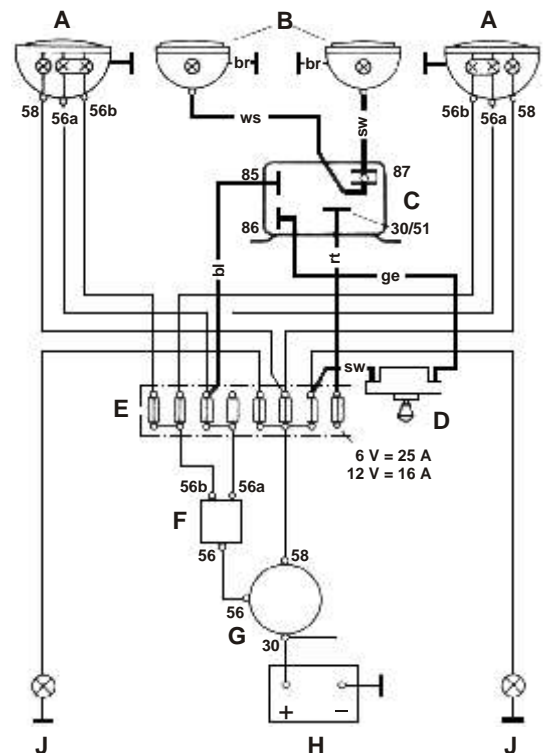 A B A
br br
58 56a 56b 56b 56a 58
ws sw
85 87
C
86 30/51
bl rt ge
sw
E D
6 V = 25 A
12 V = 16 A
56b 56a
F
56 58
56
G
30
+ −
J H J